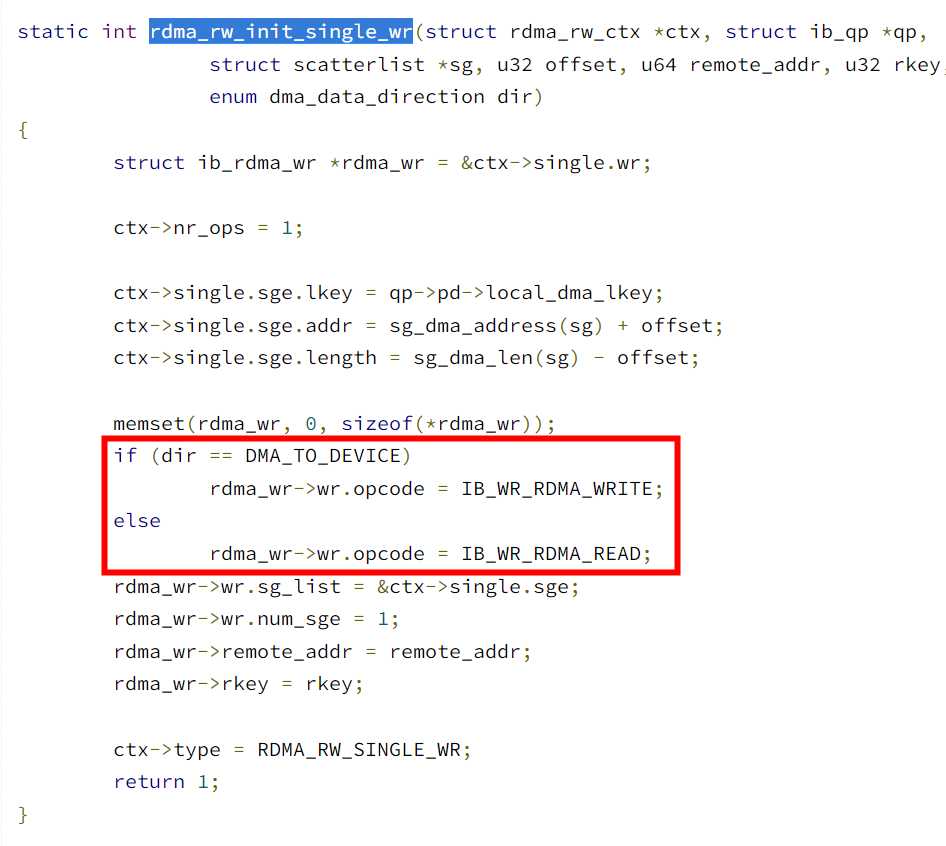 static int rdma_rw_init_single_wr(struct rdma_rw_ctx *ctx, struct ib_qp *qp,
struct scatterlist *sg, u32 offset, u64 remote_addr, u32 rkey,
enum dma_data_direction dir)
{
struct ib_rdma_wr *rdma_wr = &ctx->single.wr;
ctx->nr_ops = 1;
ctx->single.sge.lkey = qp->pd->local_dma_lkey;
ctx->single.sge.addr = sg_dma_address(sg) + offset;
ctx->single.sge.length = sg_dma_len(sg) - offset;
memset(rdma_wr, 0, sizeof(*rdma_wr));
if (dir == DMA_TO_DEVICE)
rdma_wr->wr.opcode = IB_WR_RDMA_WRITE;
else
rdma_wr->wr.opcode = IB_WR_RDMA_READ;
rdma_wr->wr.sg_list = &ctx->single.sge;
rdma_wr->wr.num_sge = 1;
rdma_wr->remote_addr = remote_addr;
rdma_wr->rkey = rkey;
ctx->type = RDMA_RW_SINGLE_WR;
return 1;
}